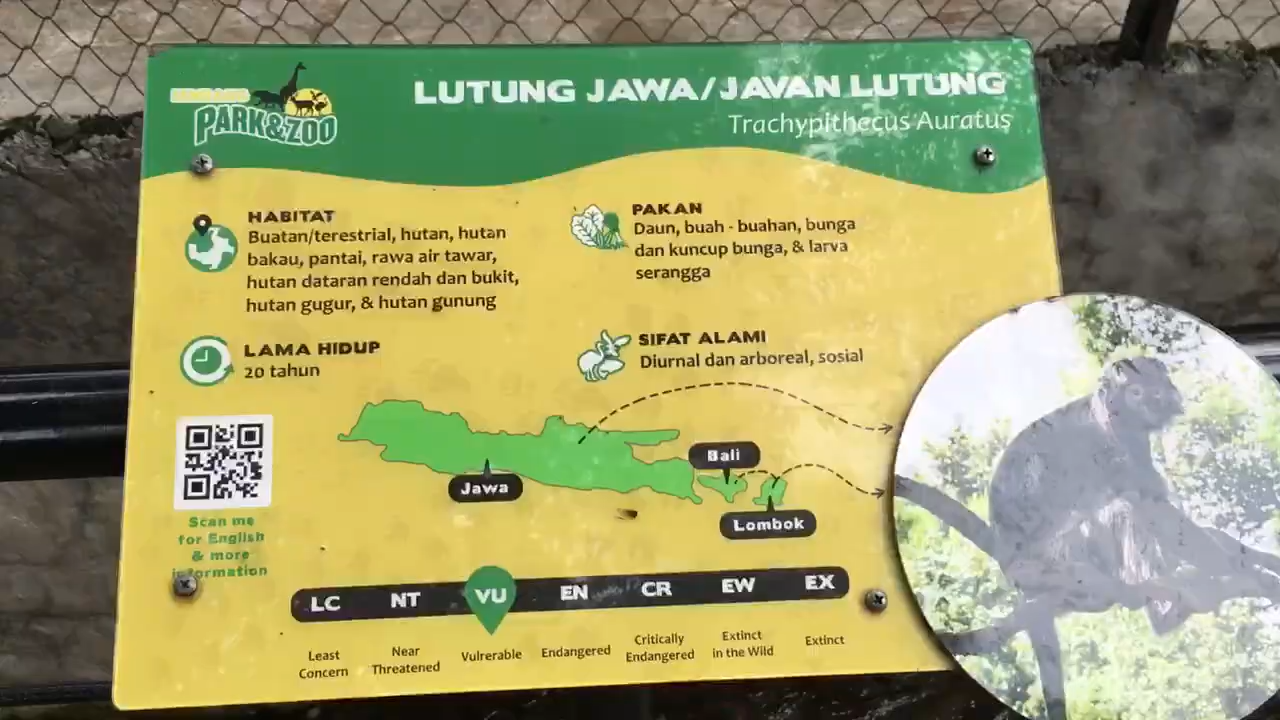 PARK&ZOO
LUTUNG JAWA/JAVAN LUTUNG
Trachypithecus Auratus
HABITAT
Buatan/terestrial, hutan, hutan
bakau, pantai, rawa air tawar,
hutan dataran rendah dan bukit,
hutan gugur, & hutan gunung
PAKAN
Daun, buah - buahan, bunga
dan kuncup bunga, & larva
serangga
LAMA HIDUP
20 tahun
SIFAT ALAMI
Diurnal dan arboreal, sosial
Bali
Jawa
Lombok
Scan me
for English
& more
information
LC NT VU EN CR EW EX
Least
Concern
Near
Threatened
Vulrerable
Endangered
Critically
Endangered
Extinct
in the Wild
Extinct